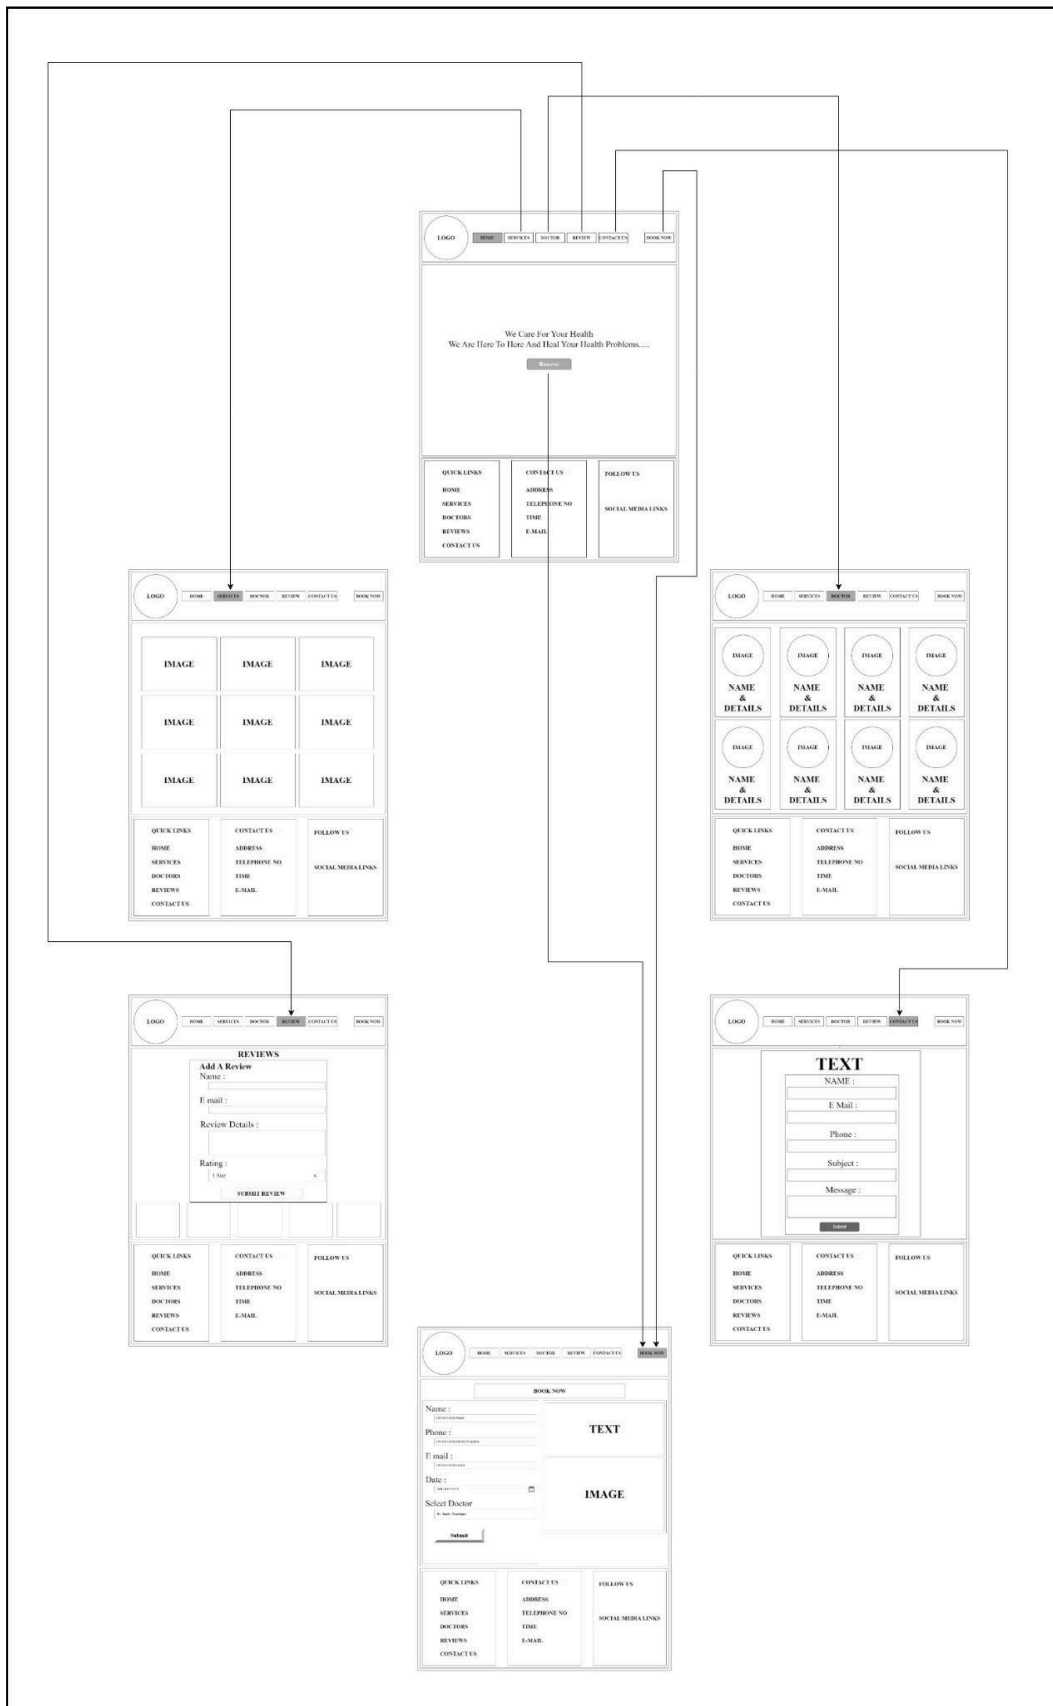 LOGO HOME SERVICES DOCTOR REVIEW CONTACT US BOOK NOW
We Care For Your Health
We Are Here To Here And Heal Your Health Problems.....
QUICK LINKS CONTACT US FOLLOW US
HOME ADDRESS
SERVICES TELEPHONE NO SOCIAL MEDIA LINKS
DOCTORS TIME
REVIEWS E-MAIL
CONTACT US
LOGO HOME SERVICES DOCTOR REVIEW CONTACT US BOOK NOW
IMAGE IMAGE IMAGE
IMAGE IMAGE IMAGE
IMAGE IMAGE IMAGE
QUICK LINKS CONTACT US FOLLOW US
HOME ADDRESS
SERVICES TELEPHONE NO SOCIAL MEDIA LINKS
DOCTORS TIME
REVIEWS E-MAIL
CONTACT US
LOGO HOME SERVICES DOCTOR REVIEW CONTACT US BOOK NOW
IMAGE IMAGE IMAGE IMAGE
NAME NAME NAME NAME
& & & &
DETAILS DETAILS DETAILS DETAILS
IMAGE IMAGE IMAGE IMAGE
NAME NAME NAME NAME
& & & &
DETAILS DETAILS DETAILS DETAILS
QUICK LINKS CONTACT US FOLLOW US
HOME ADDRESS
SERVICES TELEPHONE NO SOCIAL MEDIA LINKS
DOCTORS TIME
REVIEWS E-MAIL
CONTACT US
LOGO HOME SERVICES DOCTOR REVIEW CONTACT US BOOK NOW
REVIEWS
Add A Review
Name :
E mail :
Review Details :
Rating :
1 Star
SUBMIT REVIEW
QUICK LINKS CONTACT US FOLLOW US
HOME ADDRESS
SERVICES TELEPHONE NO SOCIAL MEDIA LINKS
DOCTORS TIME
REVIEWS E-MAIL
CONTACT US
LOGO HOME SERVICES DOCTOR REVIEW CONTACT US BOOK NOW
TEXT
NAME :
E Mail :
Phone :
Subject :
Message :
Submit
QUICK LINKS CONTACT US FOLLOW US
HOME ADDRESS
SERVICES TELEPHONE NO SOCIAL MEDIA LINKS
DOCTORS TIME
REVIEWS E-MAIL
CONTACT US
LOGO HOME SERVICES DOCTOR REVIEW CONTACT US BOOK NOW
BOOK NOW
Name :
Phone :
E mail :
Date :
Select Doctor
Submit
TEXT
IMAGE
QUICK LINKS CONTACT US FOLLOW US
HOME ADDRESS
SERVICES TELEPHONE NO SOCIAL MEDIA LINKS
DOCTORS TIME
REVIEWS E-MAIL
CONTACT US